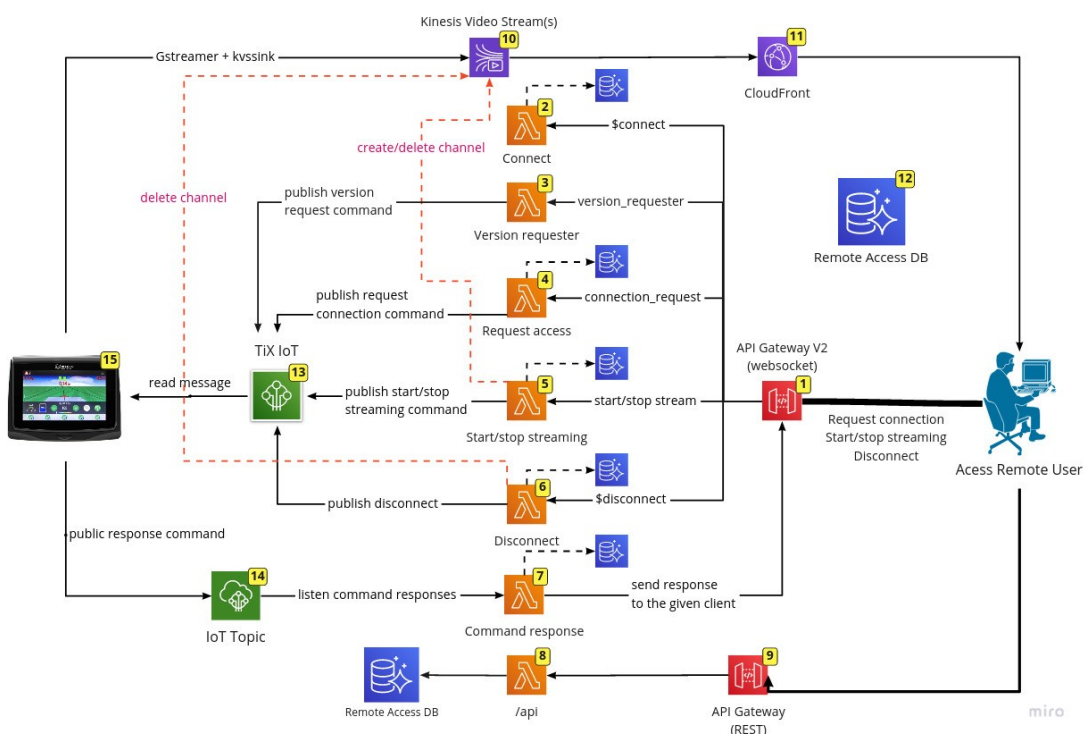 Kinesis Video Stream(s)
10
11
Gstreamer + kvssink
CloudFront
2
$connect
Connect
create/delete channel
delete channel
3
publish version
request command
version_requester
Version requester
12
Remote Access DB
4
publish request
connection command
connection_request
Request access
TiX IoT
13
15
read message
5
publish start/stop
streaming command
start/stop stream
Start/stop streaming
API Gateway V2
(websocket)
1
Request connection
Start/stop streaming
Disconnect
Acess Remote User
6
publish disconnect
$disconnect
Disconnect
public response command
14
listen command responses
IoT Topic
7
send response
to the given client
Command response
8
9
Remote Access DB
/api
API Gateway
(REST)
miro